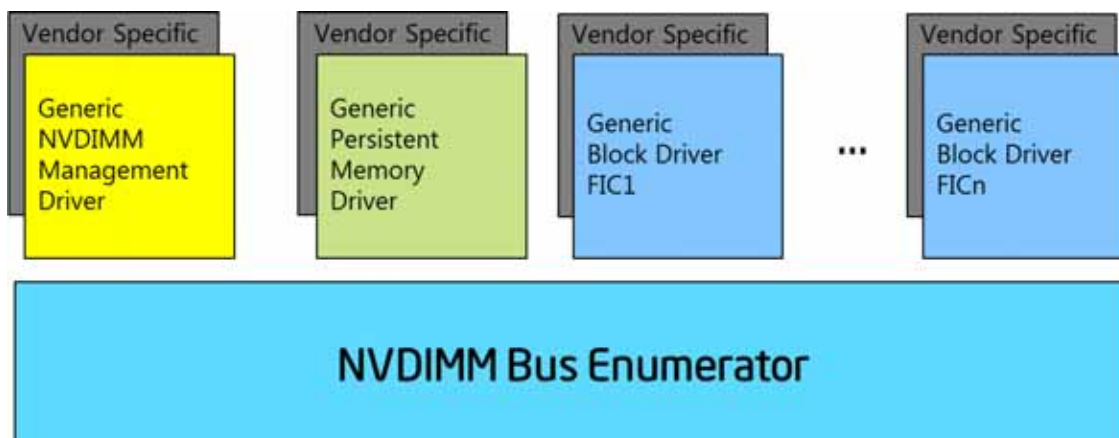 Vendor Specific
Generic
NVDIMM
Management
Driver
Vendor Specific
Generic
Persistent
Memory
Driver
Vendor Specific
Generic
Block Driver
FIC1
...
Vendor Specific
Generic
Block Driver
FICn
NVDIMM Bus Enumerator